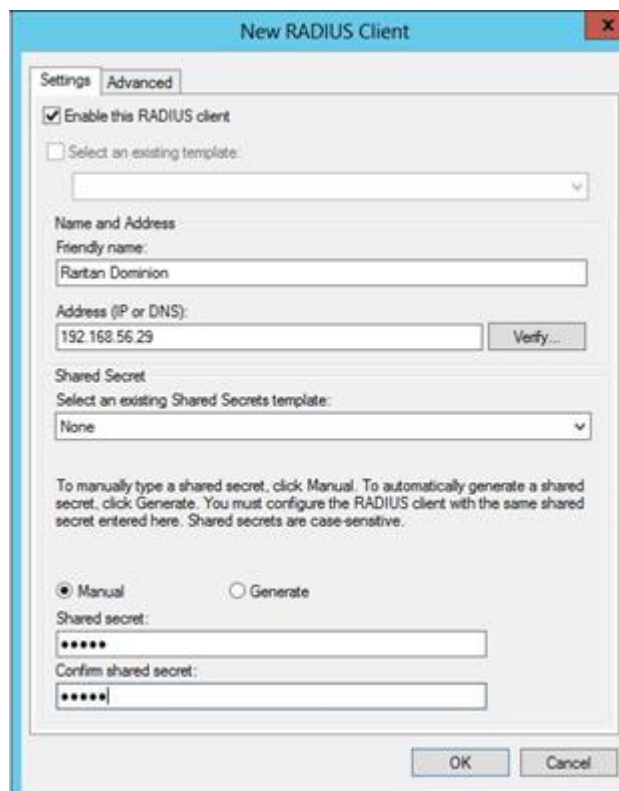 New RADIUS Client
x
Settings Advanced
Enable this RADIUS client
Select an existing template:
Name and Address
Friendly name:
Raritan Dominion
Address (IP or DNS):
192.168.56.29 Verify...
Shared Secret
Select an existing Shared Secrets template:
None
To manually type a shared secret, click Manual. To automatically generate a shared
secret, click Generate. You must configure the RADIUS client with the same shared
secret entered here. Shared secrets are case-sensitive.
Manual Generate
Shared secret:
•••••
Confirm shared secret:
•••••
OK Cancel